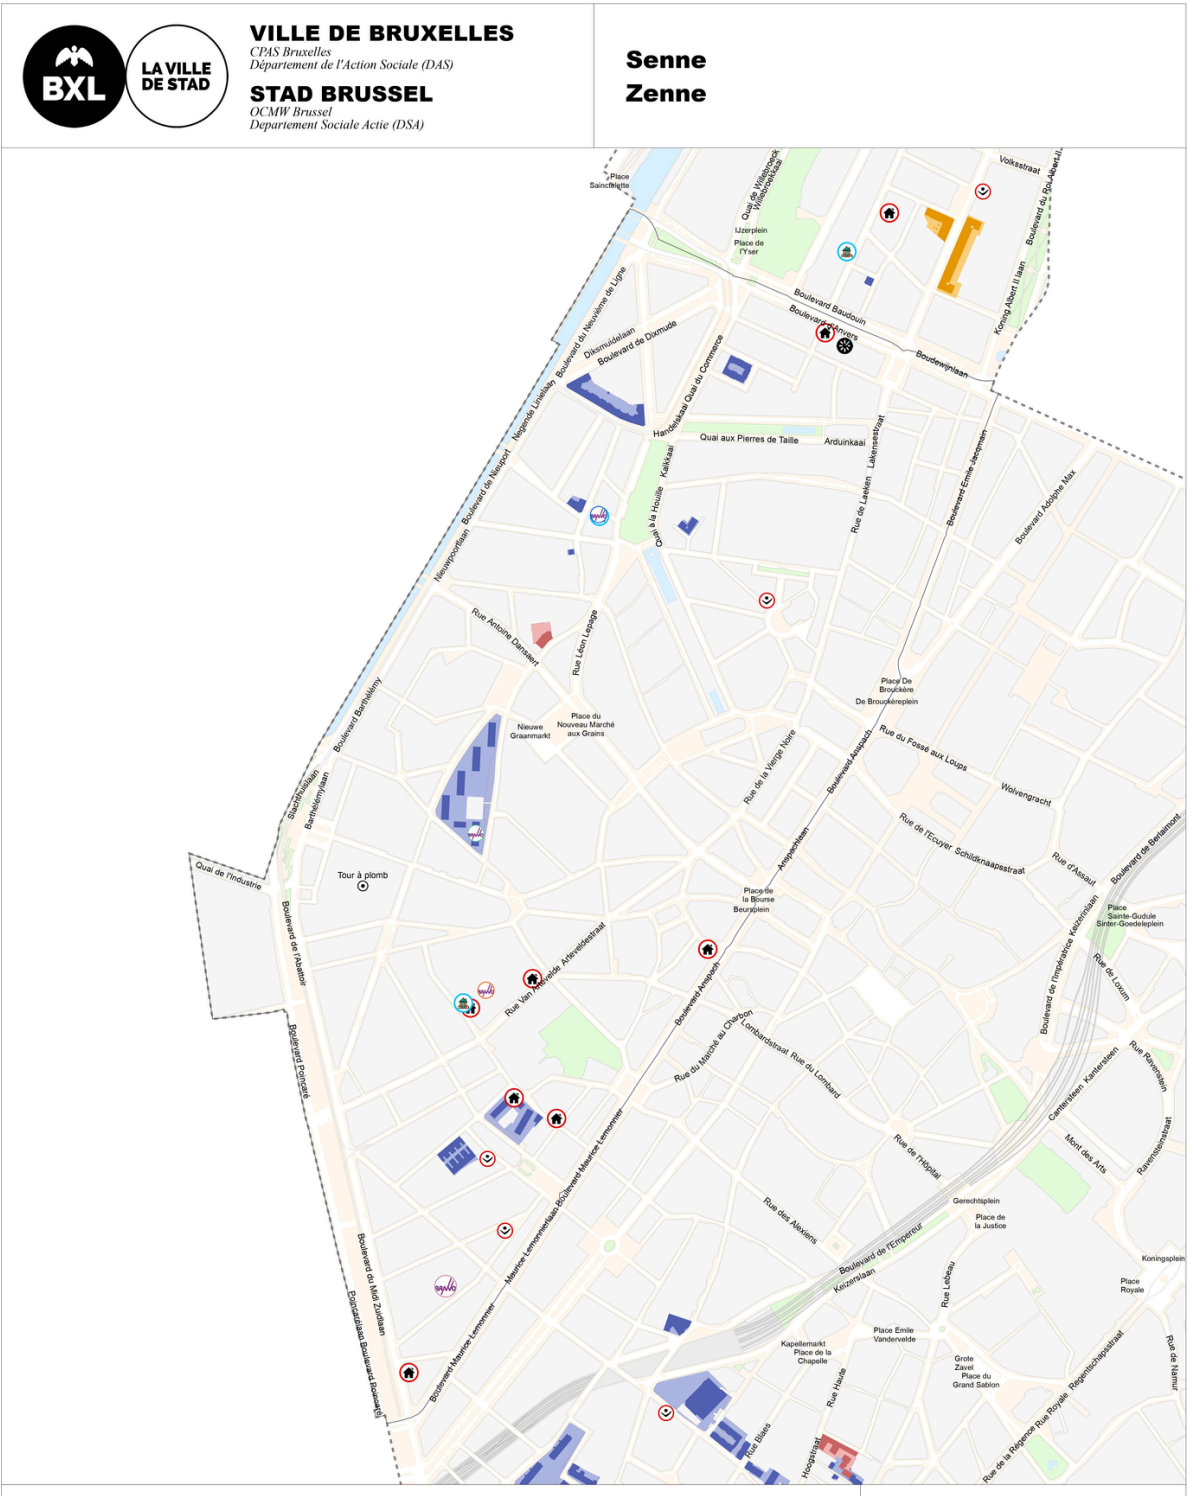 BXL
LA VILLE
DE STAD
VILLE DE BRUXELLES
CPAS Bruxelles
Département de l'Action Sociale (DAS)
STAD BRUSSEL
OCMW Brussel
Departement Sociale Actie (DSA)
Senne
Zenne
Place
Sainctelette
Quai de Willebroeck
Willebroekkaai
Volksstraat
Boulevard du Roi Albert II
Koning Albert II laan
IJzerplein
Place de
l'Yser
Boulevard Baudouin
Boulevard d'Anvers
Boudewijnlaan
Boulevard du Neuvième de Ligne
Diksmuidelaan
Boulevard de Dixmude
Negende Linielaan
Handelskaai Quai du Commerce
Quai aux Pierres de Taille
Arduinkaai
Kalkkaai
Quai à la Houille
Lakensestraat
Rue de Laeken
Boulevard Emile Jacqmain
Boulevard Adolphe Max
Boulevard de Nieuport
Nieuwpoortlaan
Rue Antoine Dansaert
Rue Léon Lepage
Place De
Brouckère
De Brouckèreplein
Boulevard Barthélémy
Nieuwe
Graanmarkt
Place du
Nouveau Marché
aux Grains
Rue de la Vierge Noire
Boulevard Anspach
Rue du Fossé aux Loups
Wolvengracht
Slachthuislaan
Barthélémylaan
Anspachlaan
Rue de l'Ecuyer Schildknaapsstraat
Rue d'Assaut
Boulevard de Berlaimont
Quai de l'Industrie
Tour à plomb
Place de
la Bourse
Beursplein
Place
Sainte-Gudule
Sinter-Goedeleplein
Boulevard de l'Abattoir
Rue Van Artevelde Arteveldestraat
Boulevard Anspach
Boulevard de l'Impératrice Keizerinlaan
Rue de Loxum
Boulevard Poincaré
Rue du Marché au Charbon
Lombardstraat Rue du Lombard
Cantersteen Kantersteen
Rue Ravenstein
Ravensteinstraat
Mont des Arts
Rue de l'Hôpital
Maurice Lemonnierlaan Boulevard Maurice Lemonnier
Rue des Alexiens
Gerechtsplein
Place de
la Justice
Boulevard de l'Empereur
Keizerslaan
Koningsplein
Place
Royale
Boulevard du Midi Zuidlaan
Poincarélaan Boulevard Poincaré
Boulevard Maurice Lemonnier
Rue Lebeau
Place Emile
Vandervelde
Kapellemarkt
Place de la
Chapelle
Grote
Zavel
Place du
Grand Sablon
Rue de Namur
Rue Haute
Hoogstraat
Rue Blaes
Rue de la Régence Rue Royale Regentschapsstraat